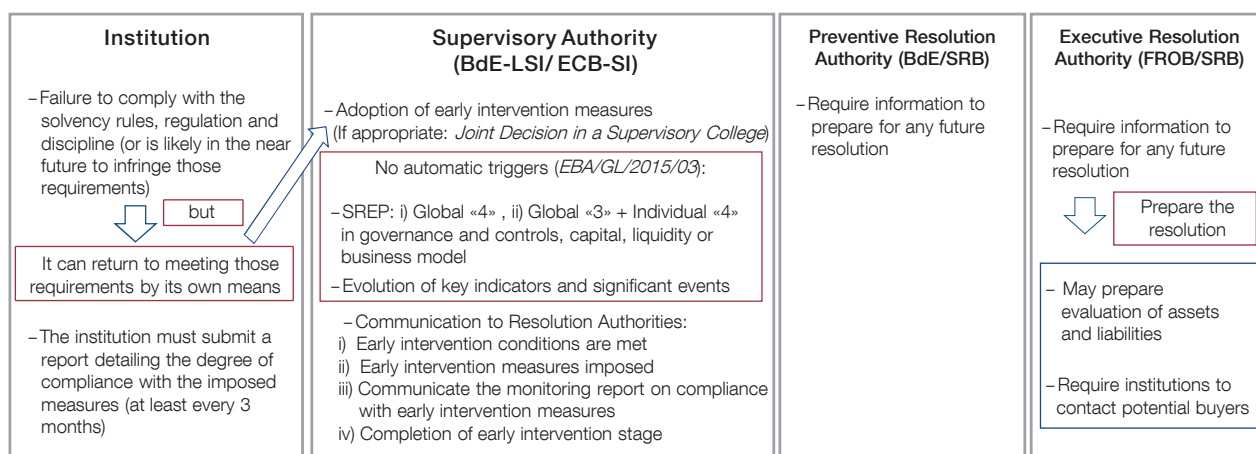 Institution
–Failure to comply with the
solvency rules, regulation and
discipline (or is likely in the near
future to infringe those
requirements)
but
It can return to meeting those
requirements by its own means
–The institution must submit a
report detailing the degree of
compliance with the imposed
measures (at least every 3
months)
Supervisory Authority
(BdE-LSI/ ECB-SI)
–Adoption of early intervention measures
(If appropriate: Joint Decision in a Supervisory College)
No automatic triggers (EBA/GL/2015/03):
–SREP: i) Global «4» , ii) Global «3» + Individual «4»
in governance and controls, capital, liquidity or
business model
–Evolution of key indicators and significant events
–Communication to Resolution Authorities:
i) Early intervention conditions are met
ii) Early intervention measures imposed
iii) Communicate the monitoring report on compliance
with early intervention measures
iv) Completion of early intervention stage
Preventive Resolution
Authority (BdE/SRB)
–Require information to
prepare for any future
resolution
Executive Resolution
Authority (FROB/SRB)
–Require information to
prepare for any future
resolution
Prepare the
resolution
– May prepare
evaluation of assets
and liabilities
–Require institutions to
contact potential buyers